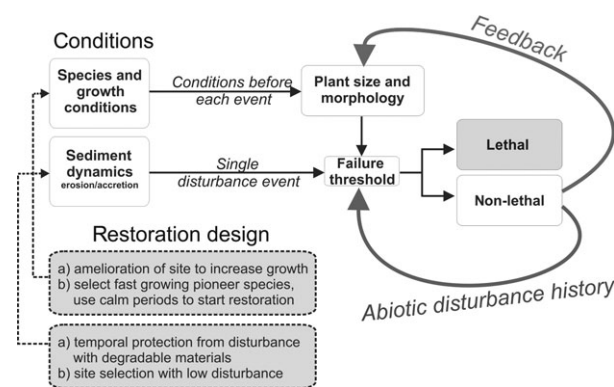 Conditions
Species and
growth
conditions
Conditions before
each event
Plant size and
morphology
Feedback
Sediment
dynamics
erosion/accretion
Single
disturbance event
Failure
threshold
Lethal
Non-lethal
Abiotic disturbance history
Restoration design
a) amelioration of site to increase growth
b) select fast growing pioneer species,
use calm periods to start restoration
a) temporal protection from disturbance
with degradable materials
b) site selection with low disturbance